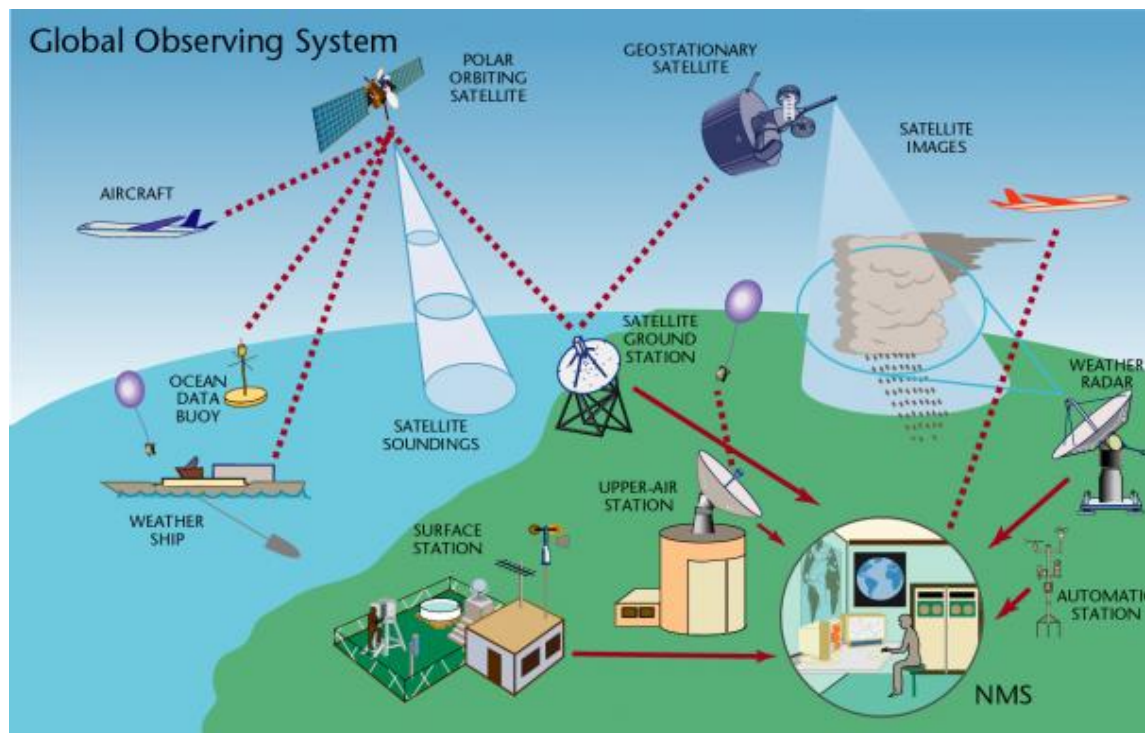 Global Observing System
POLAR
ORBITING
SATELLITE
GEOSTATIONARY
SATELLITE
SATELLITE
IMAGES
AIRCRAFT
OCEAN
DATA
BUOY
SATELLITE
SOUNDINGS
SATELLITE
GROUND
STATION
WEATHER
RADAR
WEATHER
SHIP
SURFACE
STATION
UPPER-AIR
STATION
AUTOMATIC
STATION
NMS